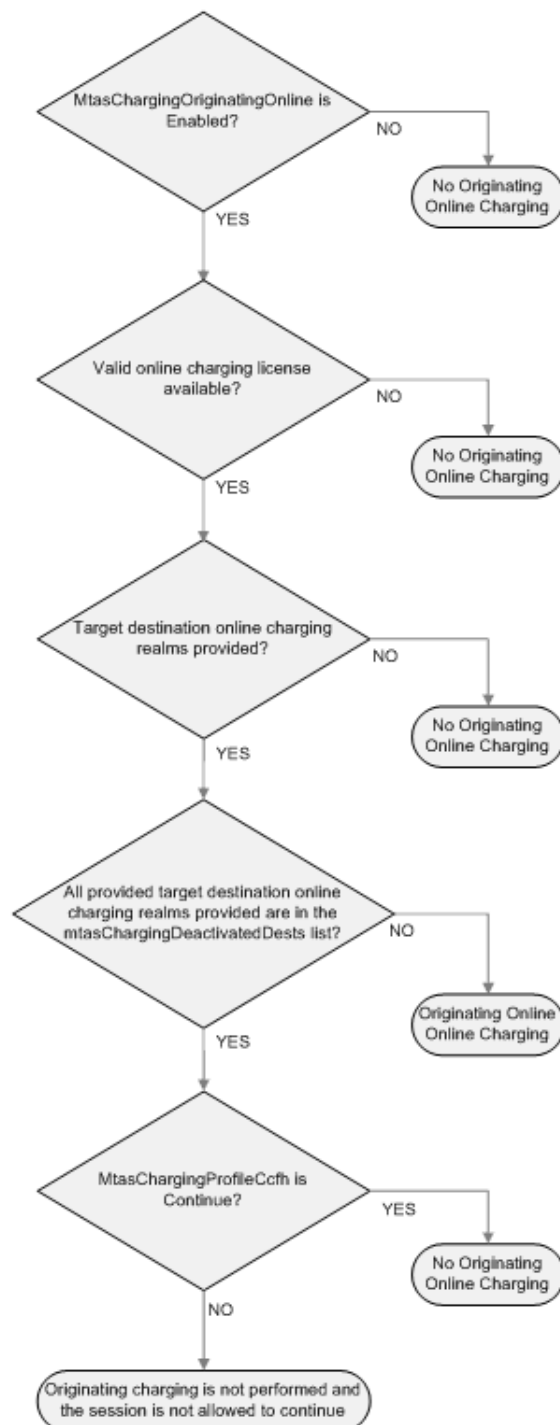 MtasChargingOriginatingOnline is
Enabled?
NO
No Originating
Online Charging
YES
Valid online charging license
available?
NO
No Originating
Online Charging
YES
Target destination online charging
realms provided?
NO
No Originating
Online Charging
YES
All provided target destination online
charging realms provided are in the
mtasChargingDeactivatedDests list?
NO
Originating Online
Online Charging
YES
MtasChargingProfileCcfh is
Continue?
YES
No Originating
Online Charging
NO
Originating charging is not performed and
the session is not allowed to continue